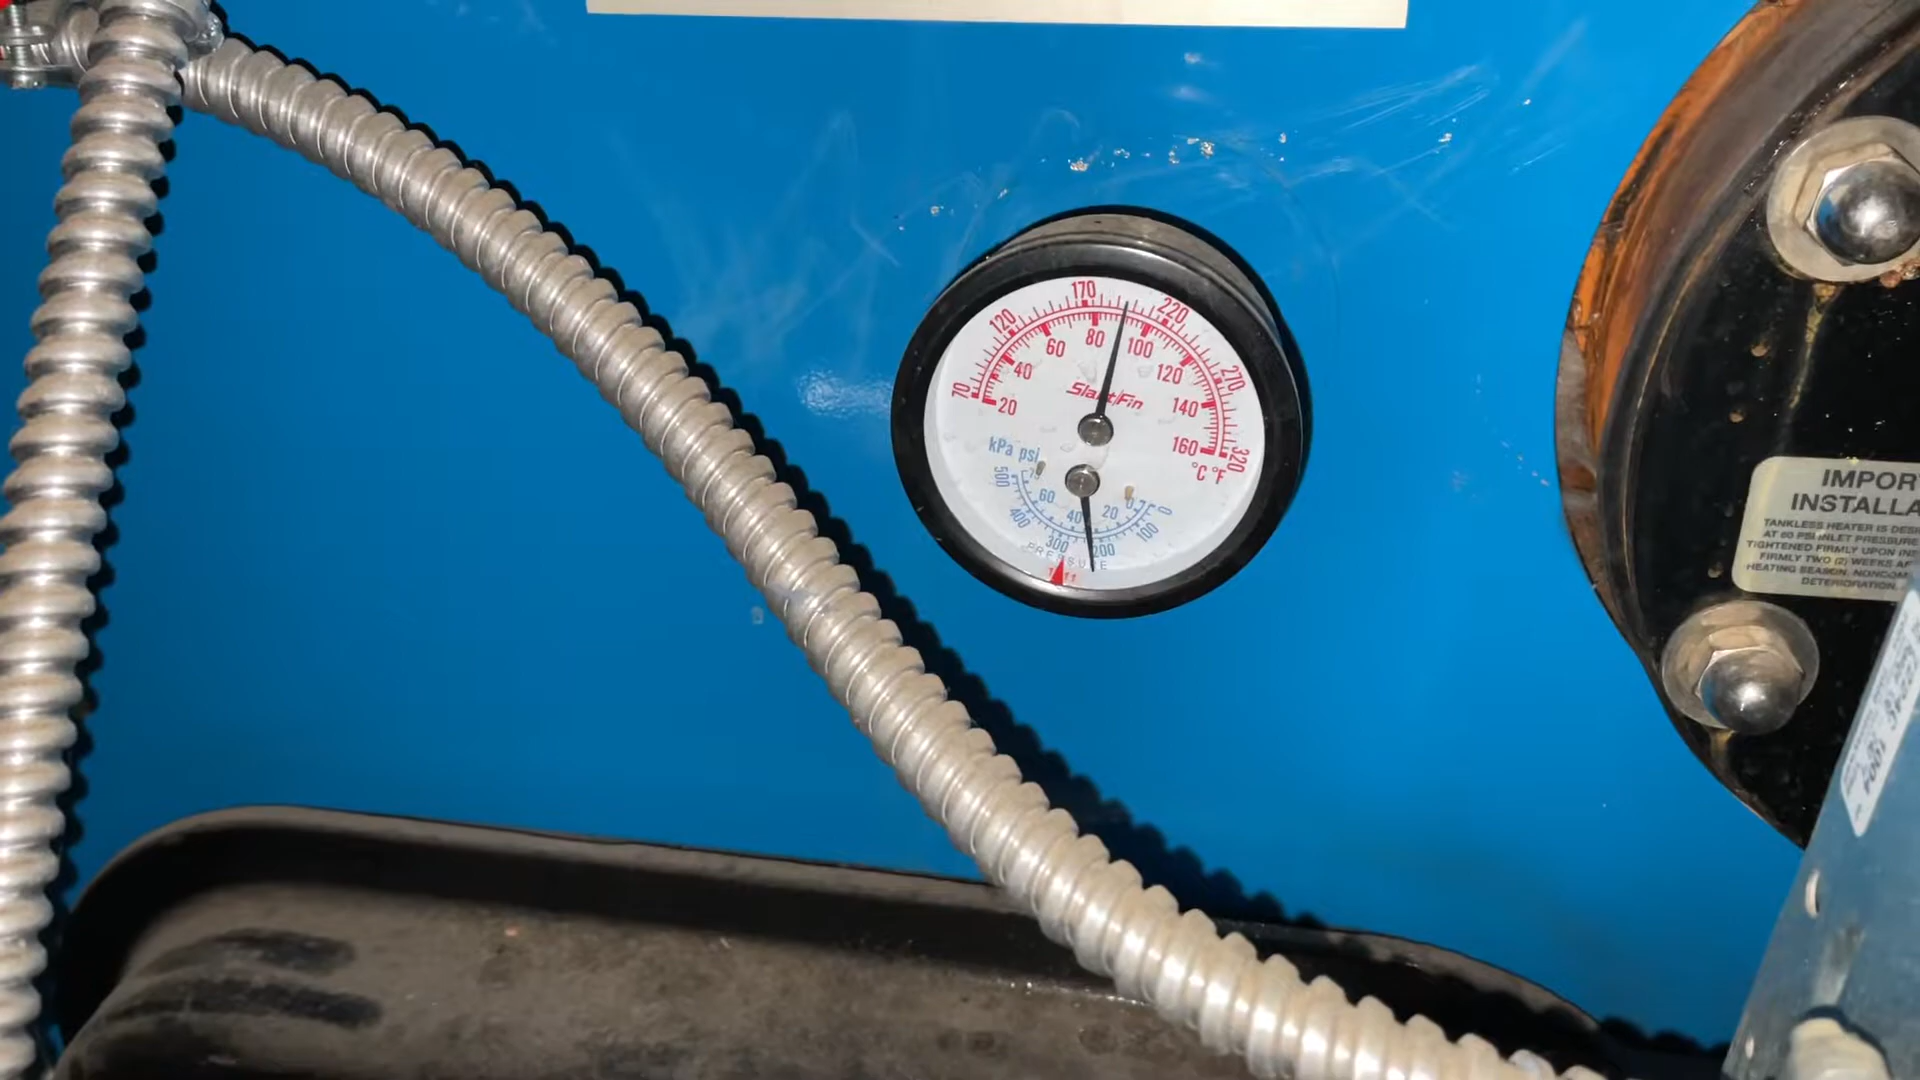 170
120
220
80
60
100
40
120
270
70
20
140
Slant/Fin
160
320
°C °F
kPa psi
500
60
0
400
40
20
100
300
200
PRESSURE
IMPOR
INSTALLA
TANKLESS HEATER IS DESI
AT 60 PSI INLET PRESSURE
TIGHTENED FIRMLY UPON INS
FIRMLY TWO (2) WEEKS AF
HEATING SEASON. NONCOM
DETERIORATION.